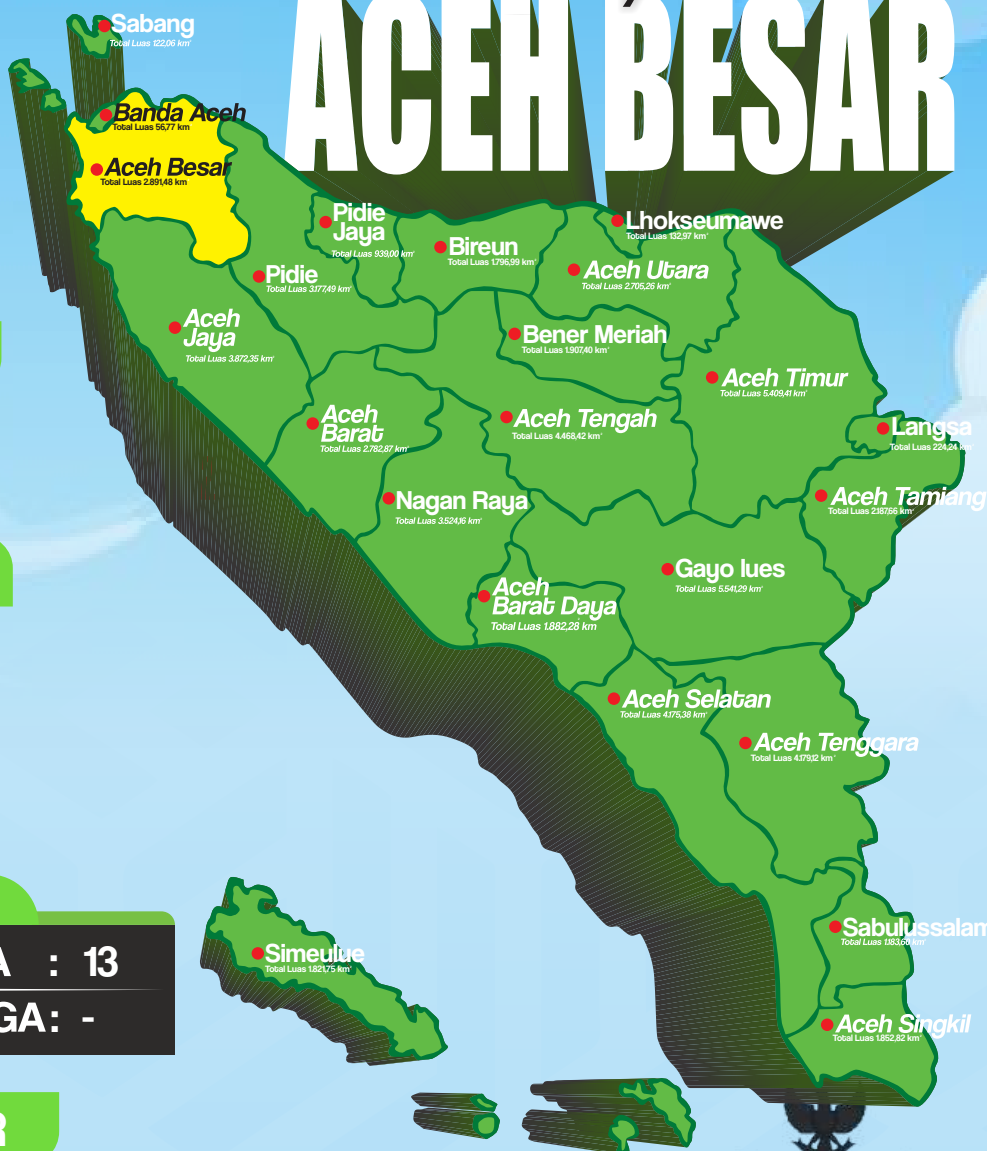 ACEH BESAR
Sabang
Total Luas 122,06 km²
Banda Aceh
Total Luas 56,77 km
Aceh Besar
Total Luas 2.891,48 km
Pidie
Jaya
Total Luas 939,00 km²
Bireun
Total Luas 1.796,99 km²
Lhokseumawe
Total Luas 132,97 km²
Aceh Utara
Total Luas 2.705,26 km²
Pidie
Total Luas 3.177,49 km²
Aceh
Jaya
Total Luas 3.872,35 km²
Bener Meriah
Total Luas 1.907,40 km²
Aceh Timur
Total Luas 5.409,41 km²
Aceh
Barat
Total Luas 2.782,87 km²
Aceh Tengah
Total Luas 4.468,42 km²
Langsa
Total Luas 224,24 km²
Nagan Raya
Total Luas 3.524,16 km²
Aceh Tamiang
Total Luas 2.187,66 km²
Gayo lues
Total Luas 5.541,29 km²
Aceh
Barat Daya
Total Luas 1.882,28 km
Aceh Selatan
Total Luas 4.175,38 km²
Aceh Tenggara
Total Luas 4.179,12 km²
Sabulussalam
Total Luas 1.183,60 km²
Simeulue
Total Luas 1.821,75 km²
Aceh Singkil
Total Luas 1.852,82 km²
A : 13
GA : -
R